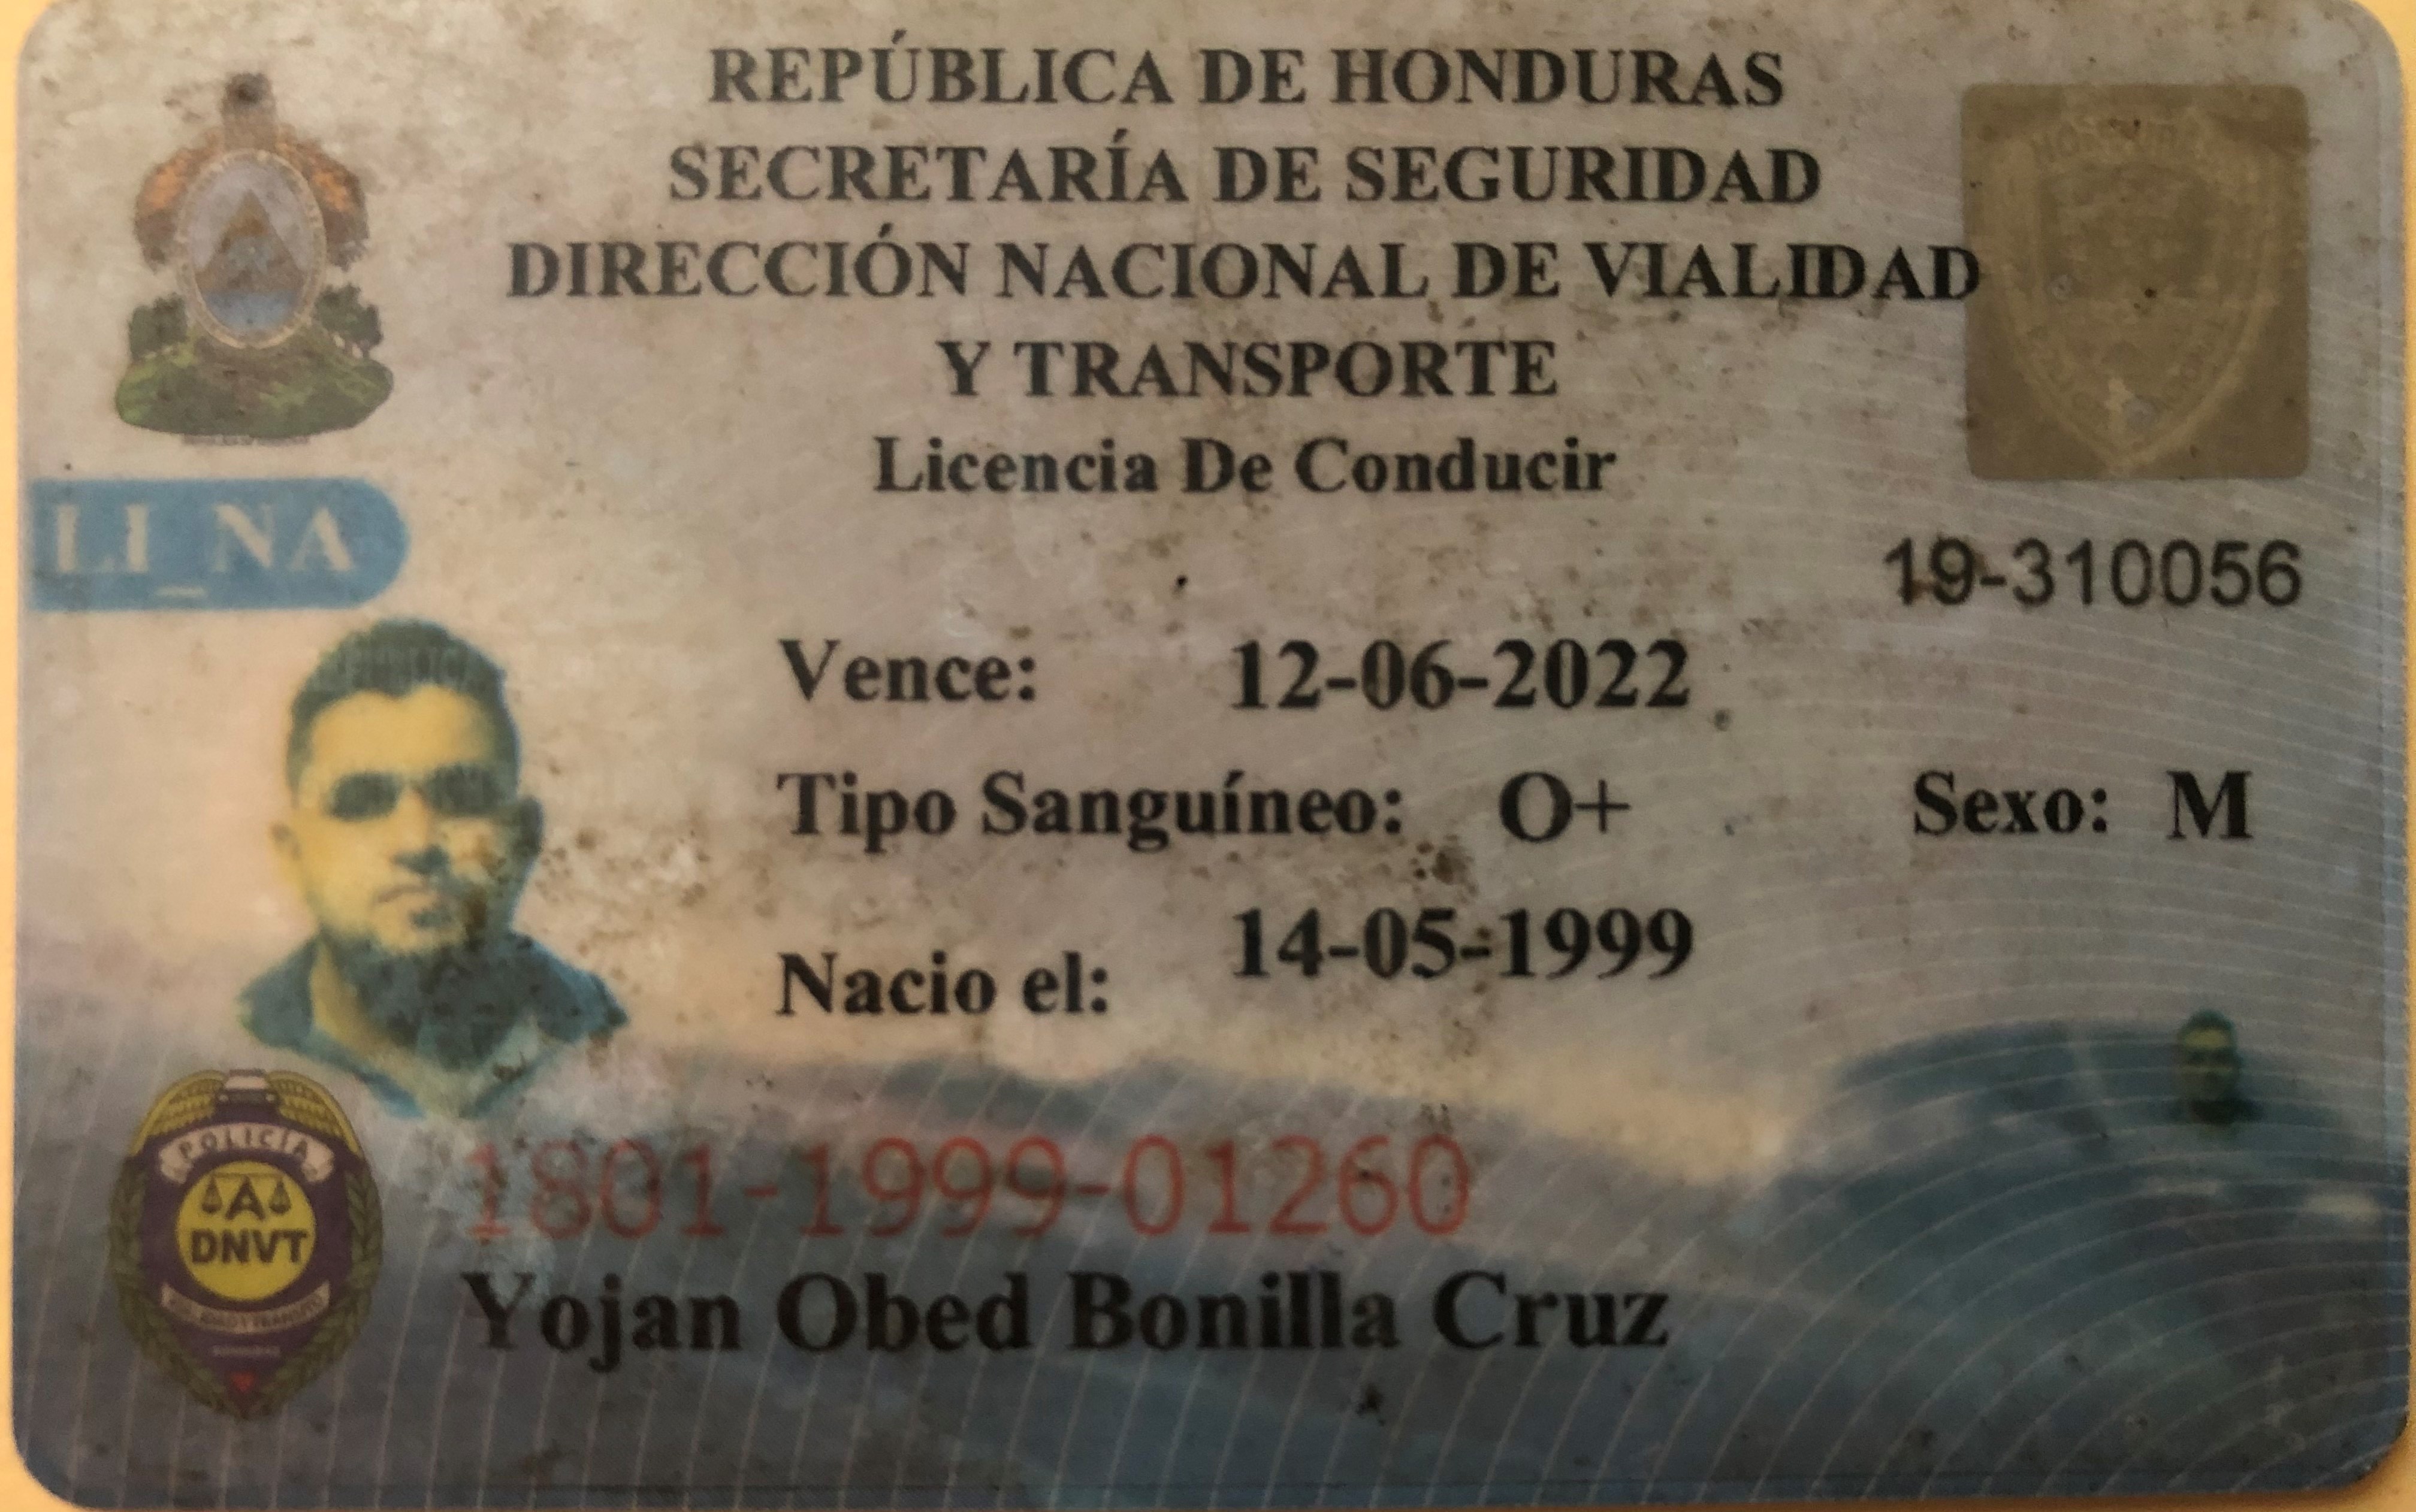 REPÚBLICA DE HONDURAS
SECRETARÍA DE SEGURIDAD
DIRECCIÓN NACIONAL DE VIALIDAD
Y TRANSPORTE
Licencia De Conducir
LI_NA
19-310056
Vence: 12-06-2022
Tipo Sanguíneo: O+ Sexo: M
Nacio el: 14-05-1999
POLICÍA
DNVT
1801-1999-01260
Yojan Obed Bonilla Cruz